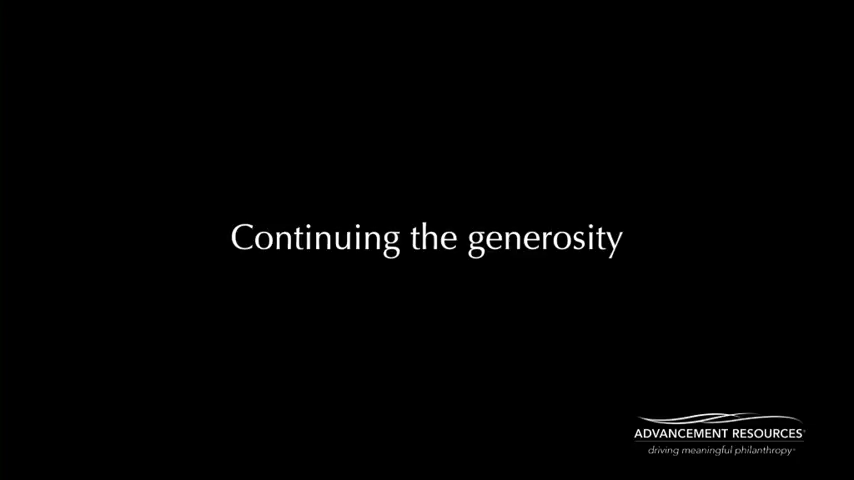 Continuing the generosity
ADVANCEMENT RESOURCES
driving meaningful philanthropy